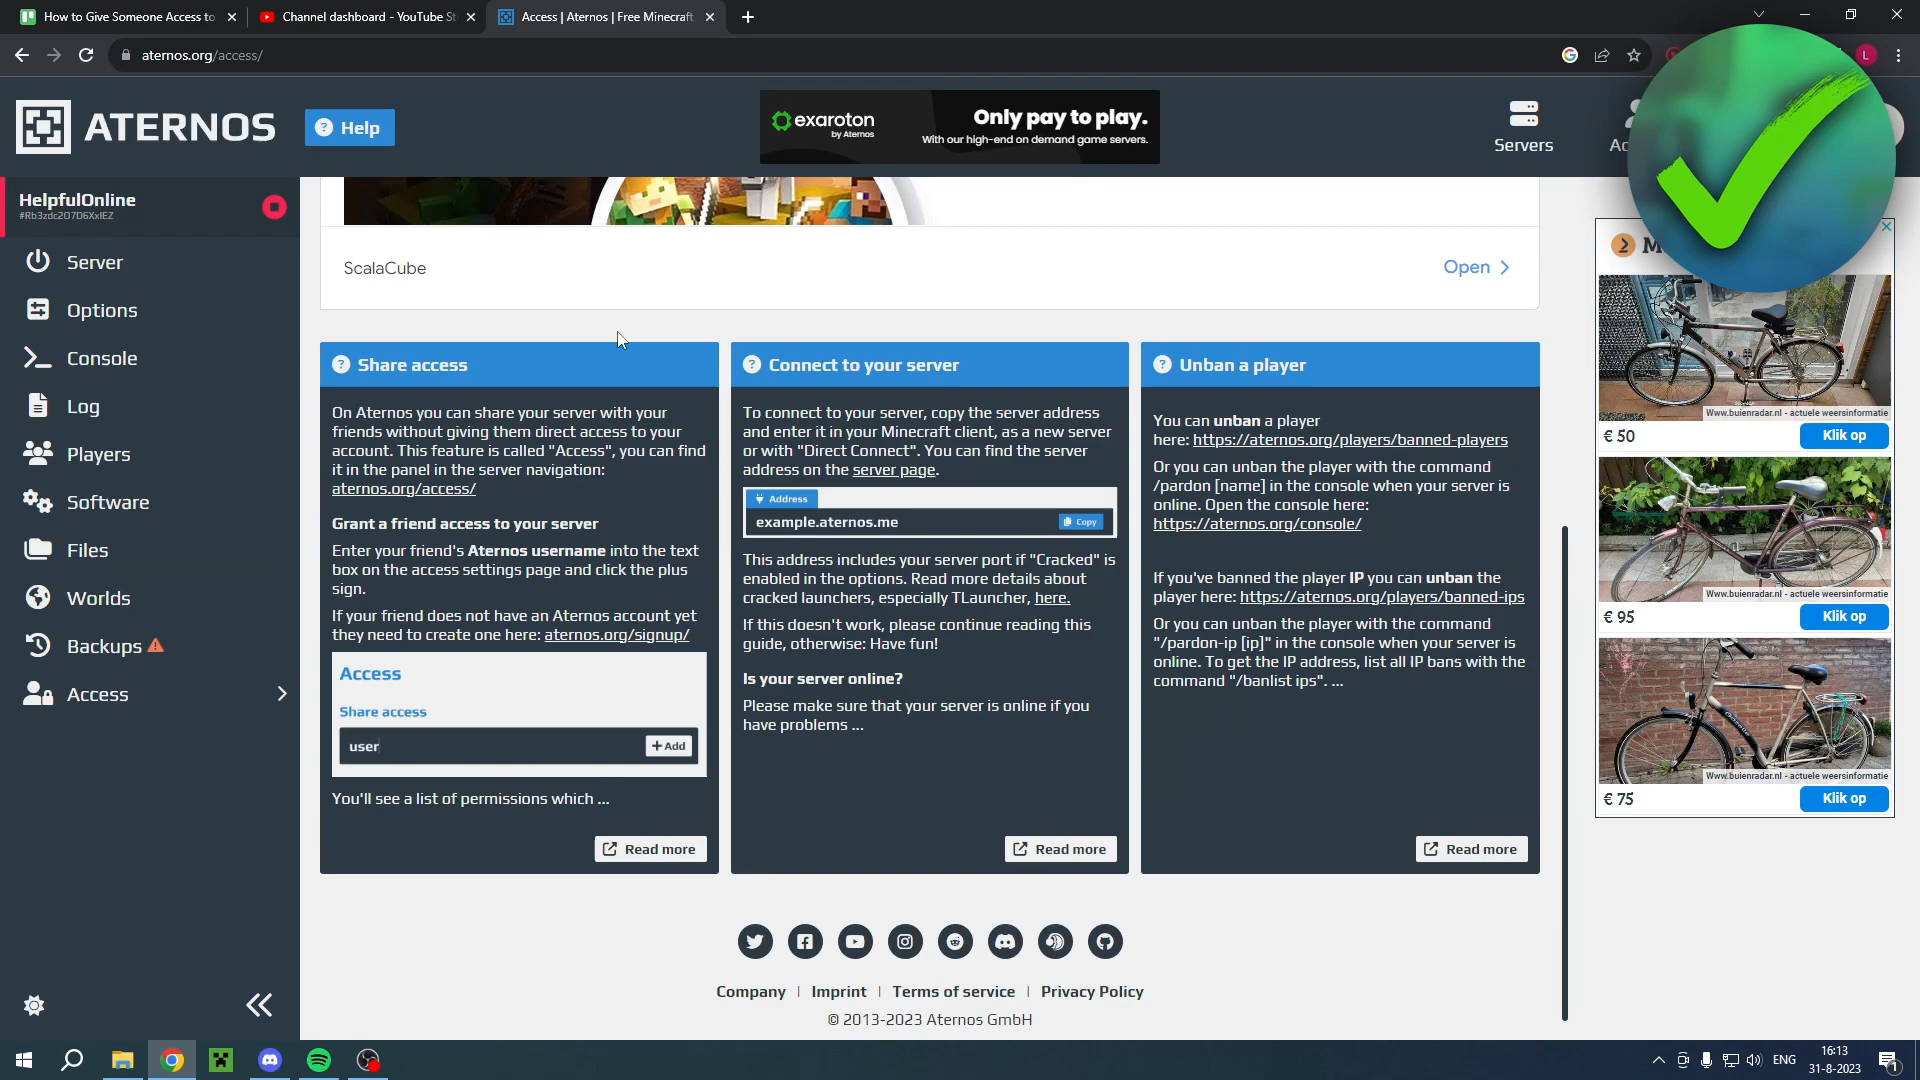 How to Give Someone Access to
Channel dashboard - YouTube St
Access | Aternos | Free Minecraft
aternos.org/access/
L
ATERNOS
Help
exaroton
by Aternos
Only pay to play.
With our high-end on demand game servers.
Servers
HelpfulOnline
#Rb3zdc207D6XxIEZ
Server
Options
Console
Log
Players
Software
Files
Worlds
Backups
Access
ScalaCube
Open
Share access
On Aternos you can share your server with your
friends without giving them direct access to your
account. This feature is called "Access", you can find
it in the panel in the server navigation:
aternos.org/access/
Grant a friend access to your server
Enter your friend's Aternos username into the text
box on the access settings page and click the plus
sign.
If your friend does not have an Aternos account yet
they need to create one here: aternos.org/signup/
Access
Share access
user
+ Add
You'll see a list of permissions which ...
Read more
Connect to your server
To connect to your server, copy the server address
and enter it in your Minecraft client, as a new server
or with "Direct Connect". You can find the server
address on the server page.
Address
example.aternos.me
Copy
This address includes your server port if "Cracked" is
enabled in the options. Read more details about
cracked launchers, especially TLauncher, here.
If this doesn't work, please continue reading this
guide, otherwise: Have fun!
Is your server online?
Please make sure that your server is online if you
have problems ...
Read more
Unban a player
You can unban a player
here: https://aternos.org/players/banned-players
Or you can unban the player with the command
/pardon [name] in the console when your server is
online. Open the console here:
https://aternos.org/console/
If you've banned the player IP you can unban the
player here: https://aternos.org/players/banned-ips
Or you can unban the player with the command
"/pardon-ip [ip]" in the console when your server is
online. To get the IP address, list all IP bans with the
command "/banlist ips". ...
Read more
Www.buienradar.nl - actuele weersinformatie
€ 50
Klik op
Www.buienradar.nl - actuele weersinformatie
€ 95
Klik op
Www.buienradar.nl - actuele weersinformatie
€ 75
Klik op
Company | Imprint | Terms of service | Privacy Policy
© 2013-2023 Aternos GmbH
ENG
16:13
31-8-2023
1